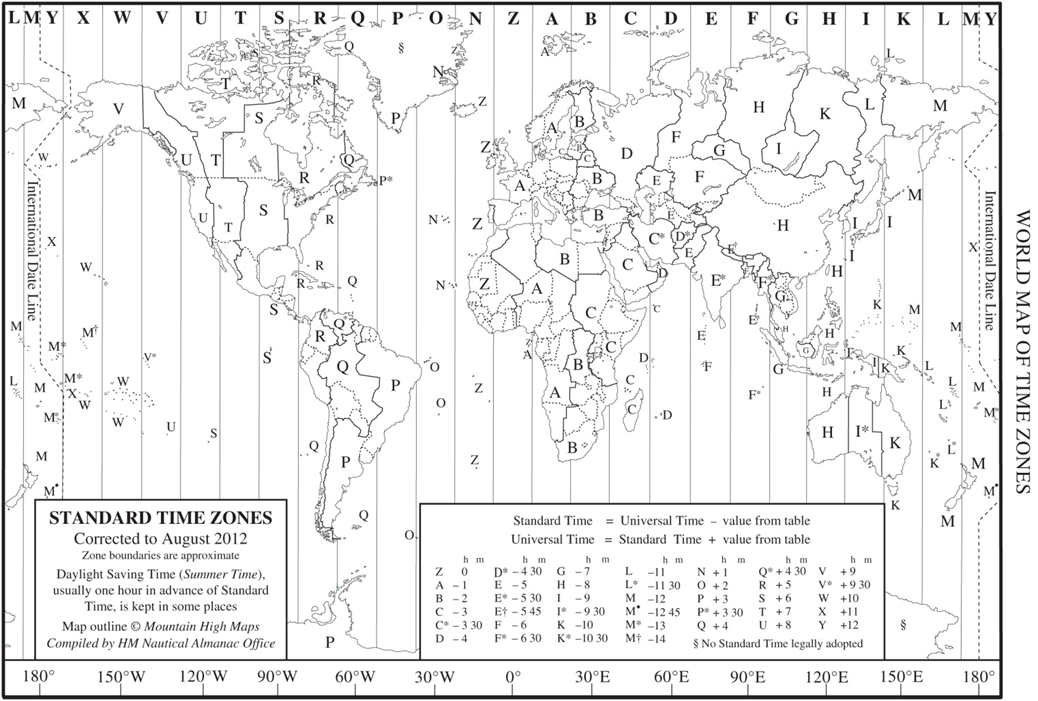 L M Y X W V U T S R Q P O N Z A B C D E F G H I K L M Y
WORLD MAP OF TIME ZONES
International Date Line
International Date Line
STANDARD TIME ZONES
Corrected to August 2012
Zone boundaries are approximate
Daylight Saving Time (Summer Time),
usually one hour in advance of Standard
Time, is kept in some places
Map outline © Mountain High Maps
Compiled by HM Nautical Almanac Office
Standard Time = Universal Time – value from table
Universal Time = Standard Time + value from table
h m h m h m h m h m h m h m
Z 0 D* – 4 30 G – 7 L –11 N + 1 Q* + 4 30 V + 9
A – 1 E – 5 H – 8 L* –11 30 O + 2 R + 5 V* + 9 30
B – 2 E* – 5 30 I – 9 M –12 P + 3 S + 6 W +10
C – 3 E† – 5 45 I* – 9 30 M♦ –12 45 P* + 3 30 T + 7 X +11
C* – 3 30 F – 6 K –10 M* –13 Q + 4 U + 8 Y +12
D – 4 F* – 6 30 K* –10 30 M† –14 § No Standard Time legally adopted
180° 150°W 120°W 90°W 60°W 30°W 0° 30°E 60°E 90°E 120°E 150°E 180°